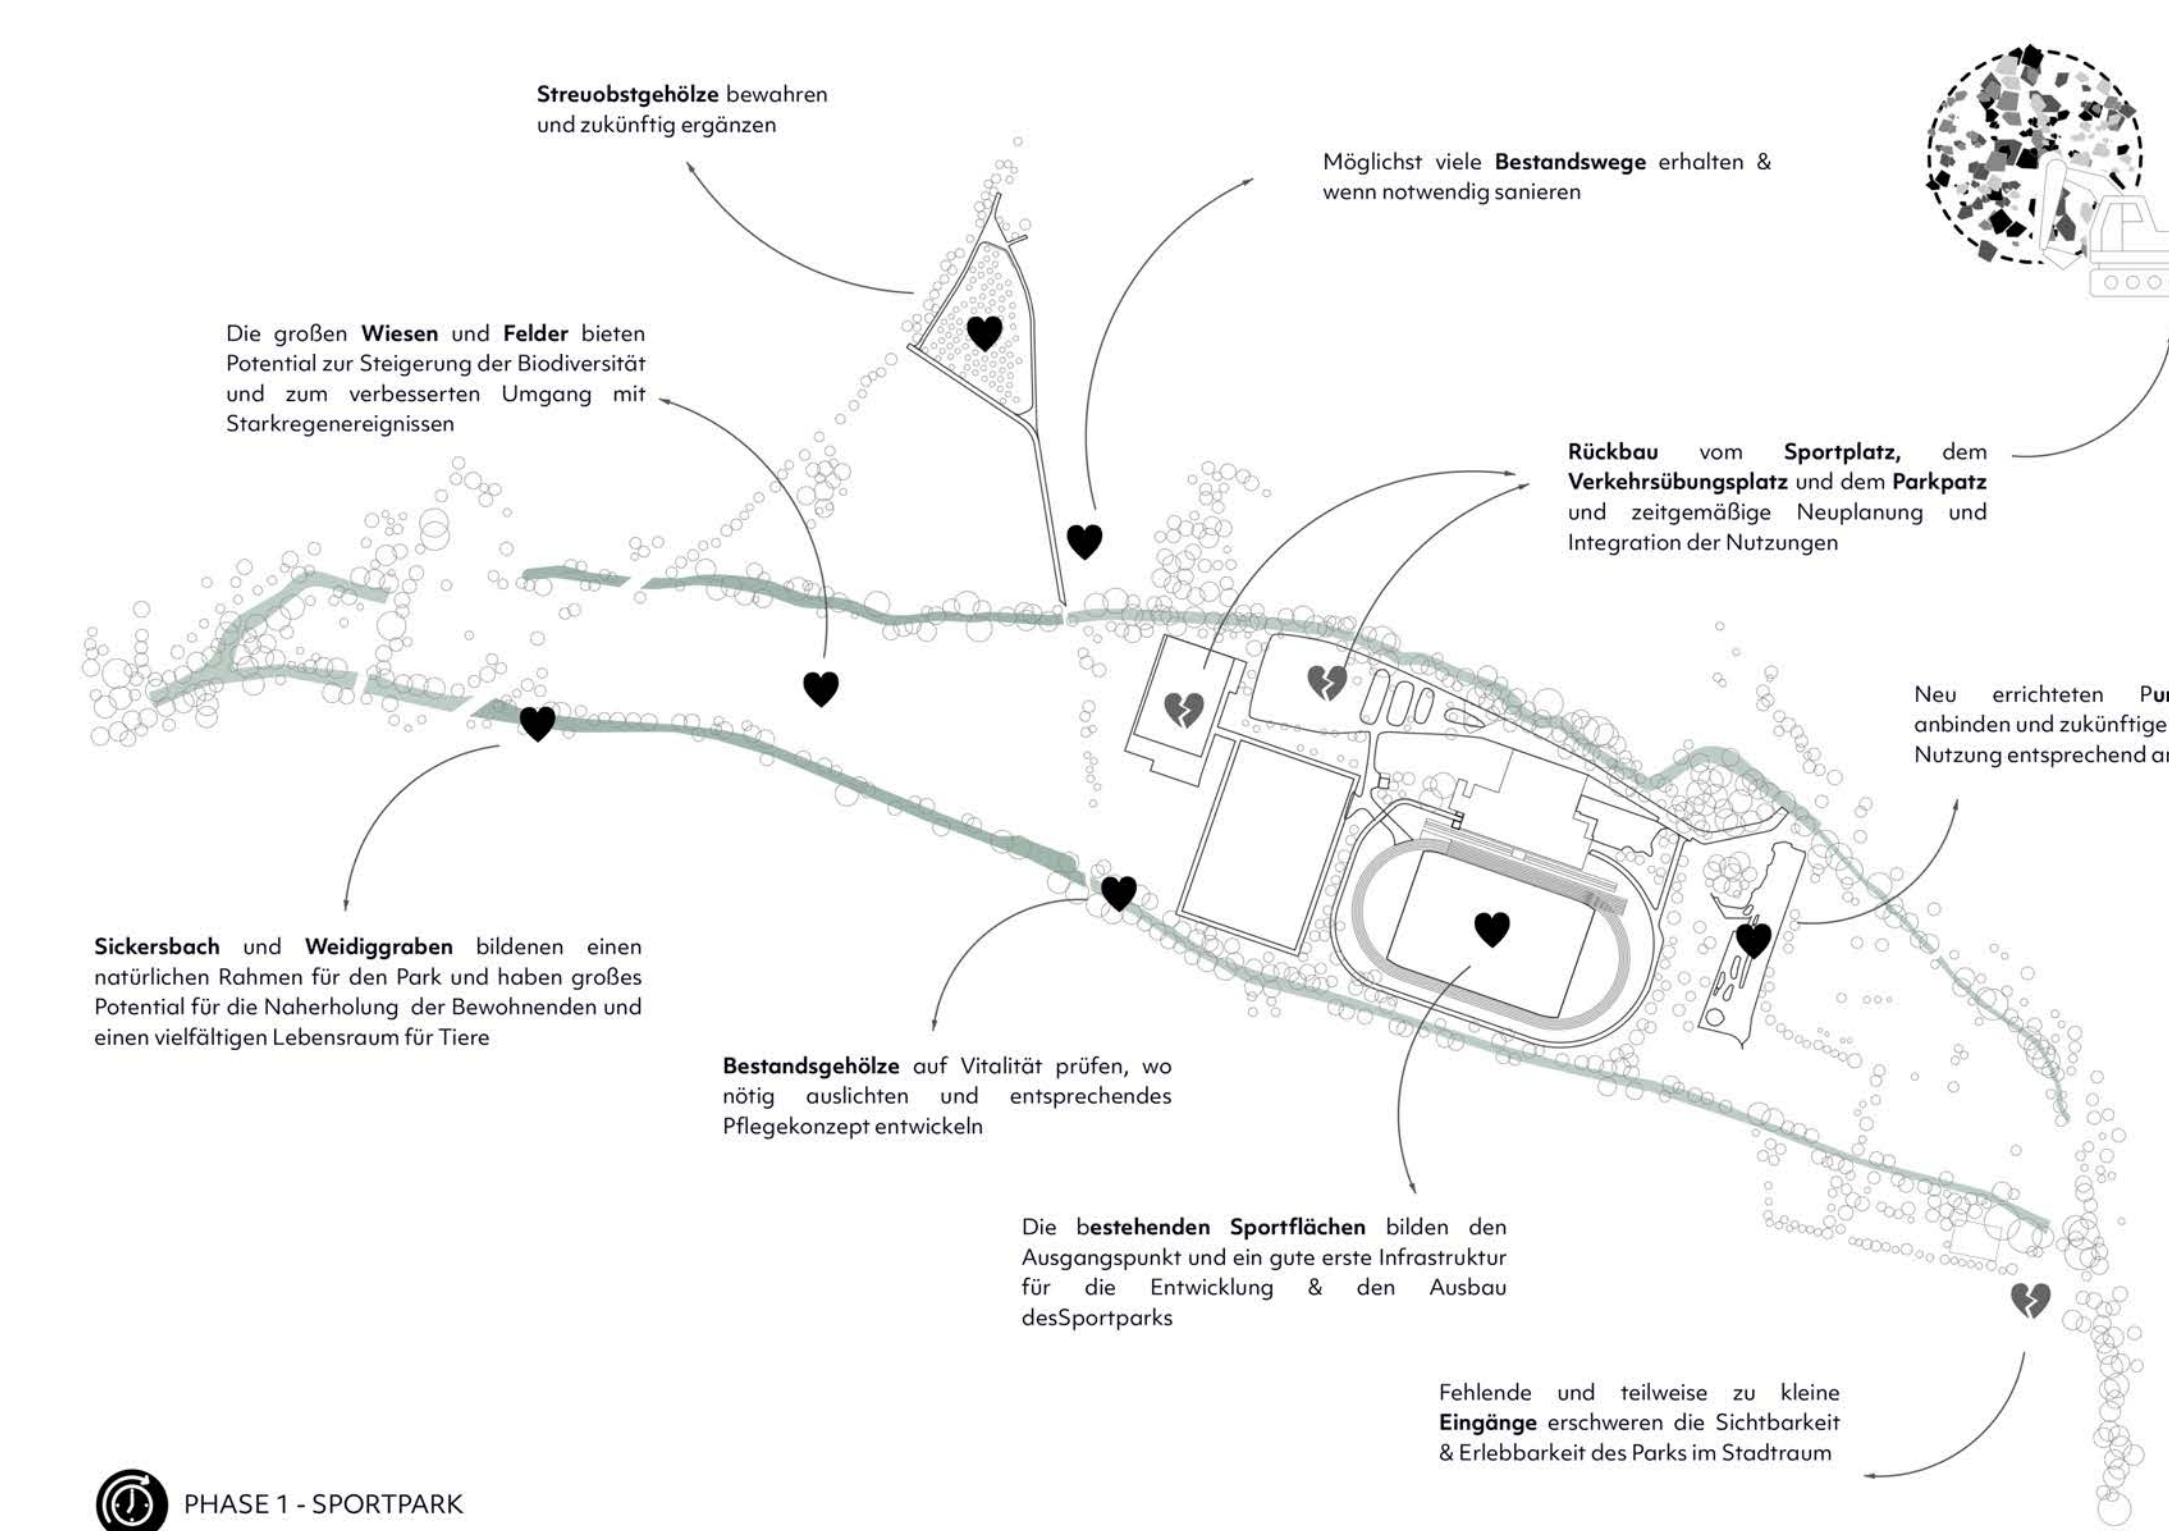 Streuobstgehölze bewahren
und zukünftig ergänzen
Möglichst viele Bestandswege erhalten &
wenn notwendig sanieren
Die großen Wiesen und Felder bieten
Potential zur Steigerung der Biodiversität
und zum verbesserten Umgang mit
Starkregenereignissen
Rückbau vom Sportplatz, dem
Verkehrsübungsplatz und dem Parkpatz
und zeitgemäßige Neuplanung und
Integration der Nutzungen
Neu errichteten
anbinden und zukünftige
Nutzung entsprechend
Sickersbach und Weidiggraben bildenen einen
natürlichen Rahmen für den Park und haben großes
Potential für die Naherholung der Bewohnenden und
einen vielfältigen Lebensraum für Tiere
Bestandsgehölze auf Vitalität prüfen, wo
nötig auslichten und entsprechendes
Pflegekonzept entwickeln
Die bestehenden Sportflächen bilden den
Ausgangspunkt und ein gute erste Infrastruktur
für die Entwicklung & den Ausbau
desSportparks
Fehlende und teilweise zu kleine
Eingänge erschweren die Sichtbarkeit
& Erlebbarkeit des Parks im Stadtraum
PHASE 1 - SPORTPARK